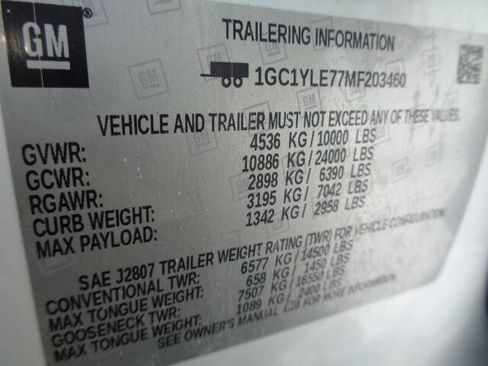 GM
TRAILERING INFORMATION
1GC1YLE77MF203460
VEHICLE AND TRAILER MUST NOT EXCEED ANY OF THESE VALUES.
GVWR: 4536 KG / 10000 LBS
GCWR: 10886 KG / 24000 LBS
RGAWR: 2898 KG / 6390 LBS
CURB WEIGHT: 3195 KG / 7042 LBS
MAX PAYLOAD: 1342 KG / 2958 LBS
SAE J2807 TRAILER WEIGHT RATING (TWR) FOR VEHICLE CONFIGURATION.
CONVENTIONAL TWR: 6577 KG / 14500 LBS
MAX TONGUE WEIGHT: 658 KG / 1450 LBS
GOOSENECK TWR: 7507 KG / 16550 LBS
MAX TONGUE WEIGHT: 1089 KG / 2400 LBS
SEE OWNER'S MANUAL FOR MORE INFORMATION.